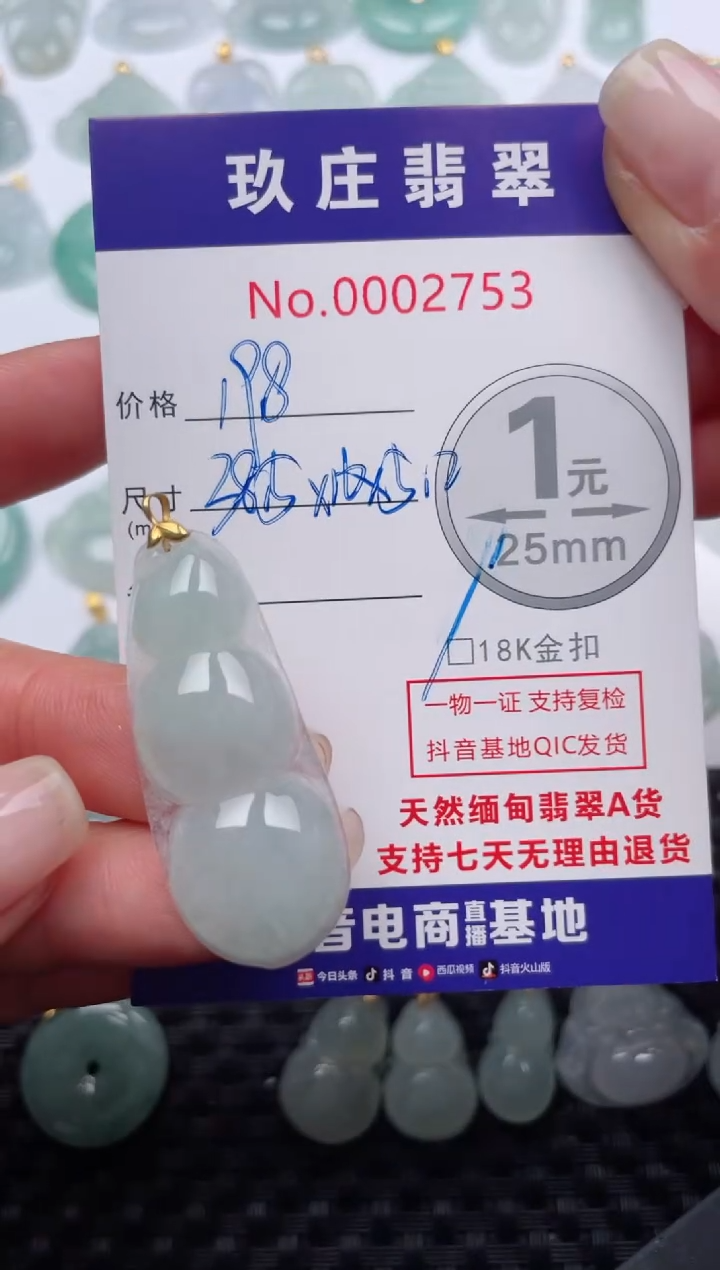 玖庄翡翠
No.0002753
价格 198
尺寸
(m
1元
25mm
□18K金扣
一物一证 支持复检
抖音基地QIC发货
天然缅甸翡翠A货
支持七天无理由退货
音电商直播基地
今日头条 抖音 西瓜视频 抖音火山版